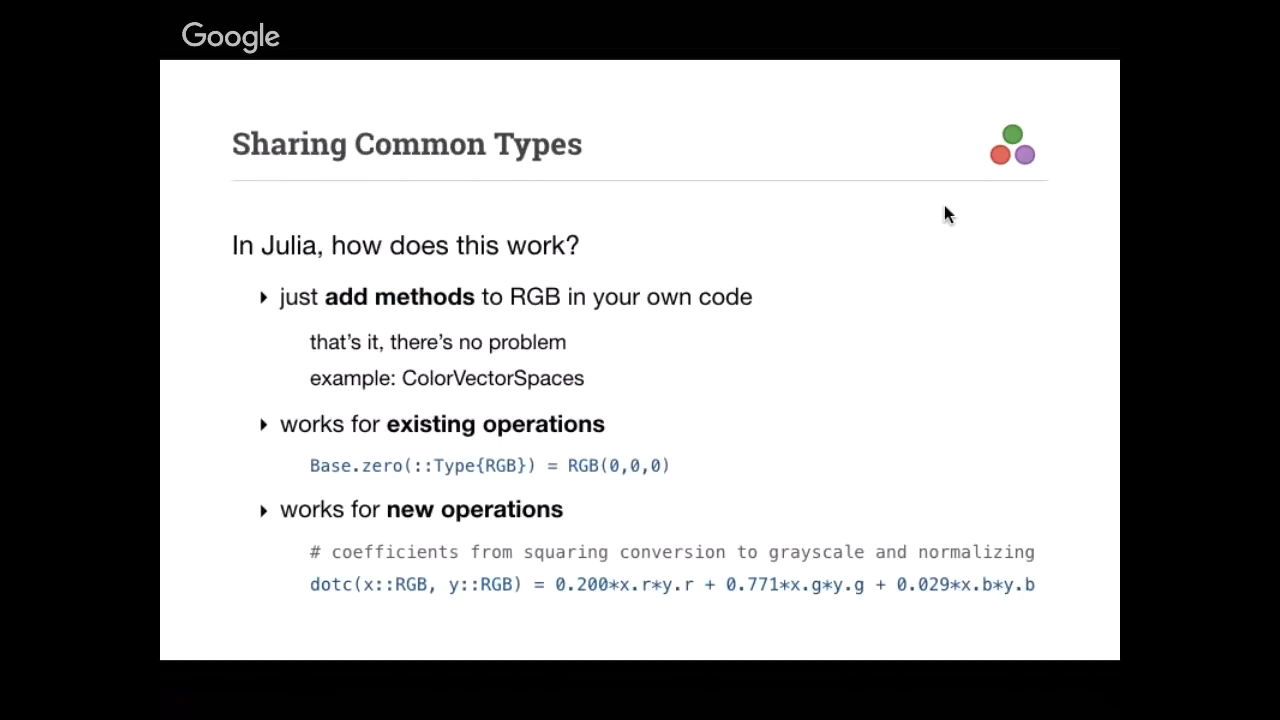 Google
Sharing Common Types
In Julia, how does this work?
just add methods to RGB in your own code
that's it, there's no problem
example: ColorVectorSpaces
works for existing operations
Base.zero(::Type{RGB}) = RGB(0,0,0)
works for new operations
# coefficients from squaring conversion to grayscale and normalizing
dotc(x::RGB, y::RGB) = 0.200*x.r*y.r + 0.771*x.g*y.g + 0.029*x.b*y.b